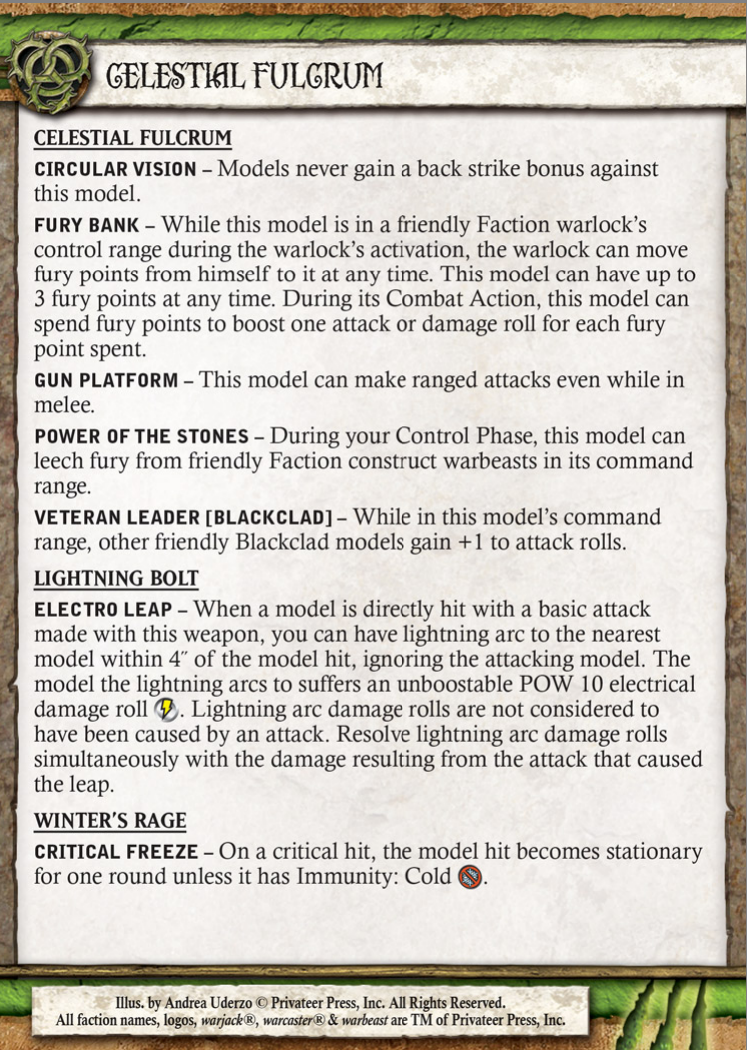 CELESTIAL FULCRUM
CELESTIAL FULCRUM
CIRCULAR VISION – Models never gain a back strike bonus against
this model.
FURY BANK – While this model is in a friendly Faction warlock’s
control range during the warlock’s activation, the warlock can move
fury points from himself to it at any time. This model can have up to
3 fury points at any time. During its Combat Action, this model can
spend fury points to boost one attack or damage roll for each fury
point spent.
GUN PLATFORM – This model can make ranged attacks even while in
melee.
POWER OF THE STONES – During your Control Phase, this model can
leech fury from friendly Faction construct warbeasts in its command
range.
VETERAN LEADER [BLACKCLAD] – While in this model’s command
range, other friendly Blackclad models gain +1 to attack rolls.
LIGHTNING BOLT
ELECTRO LEAP – When a model is directly hit with a basic attack
made with this weapon, you can have lightning arc to the nearest
model within 4˝ of the model hit, ignoring the attacking model. The
model the lightning arcs to suffers an unboostable POW 10 electrical
damage roll . Lightning arc damage rolls are not considered to
have been caused by an attack. Resolve lightning arc damage rolls
simultaneously with the damage resulting from the attack that caused
the leap.
WINTER’S RAGE
CRITICAL FREEZE – On a critical hit, the model hit becomes stationary
for one round unless it has Immunity: Cold .
Illus. by Andrea Uderzo © Privateer Press, Inc. All Rights Reserved.
All faction names, logos, warjack®, warcaster® & warbeast are TM of Privateer Press, Inc.